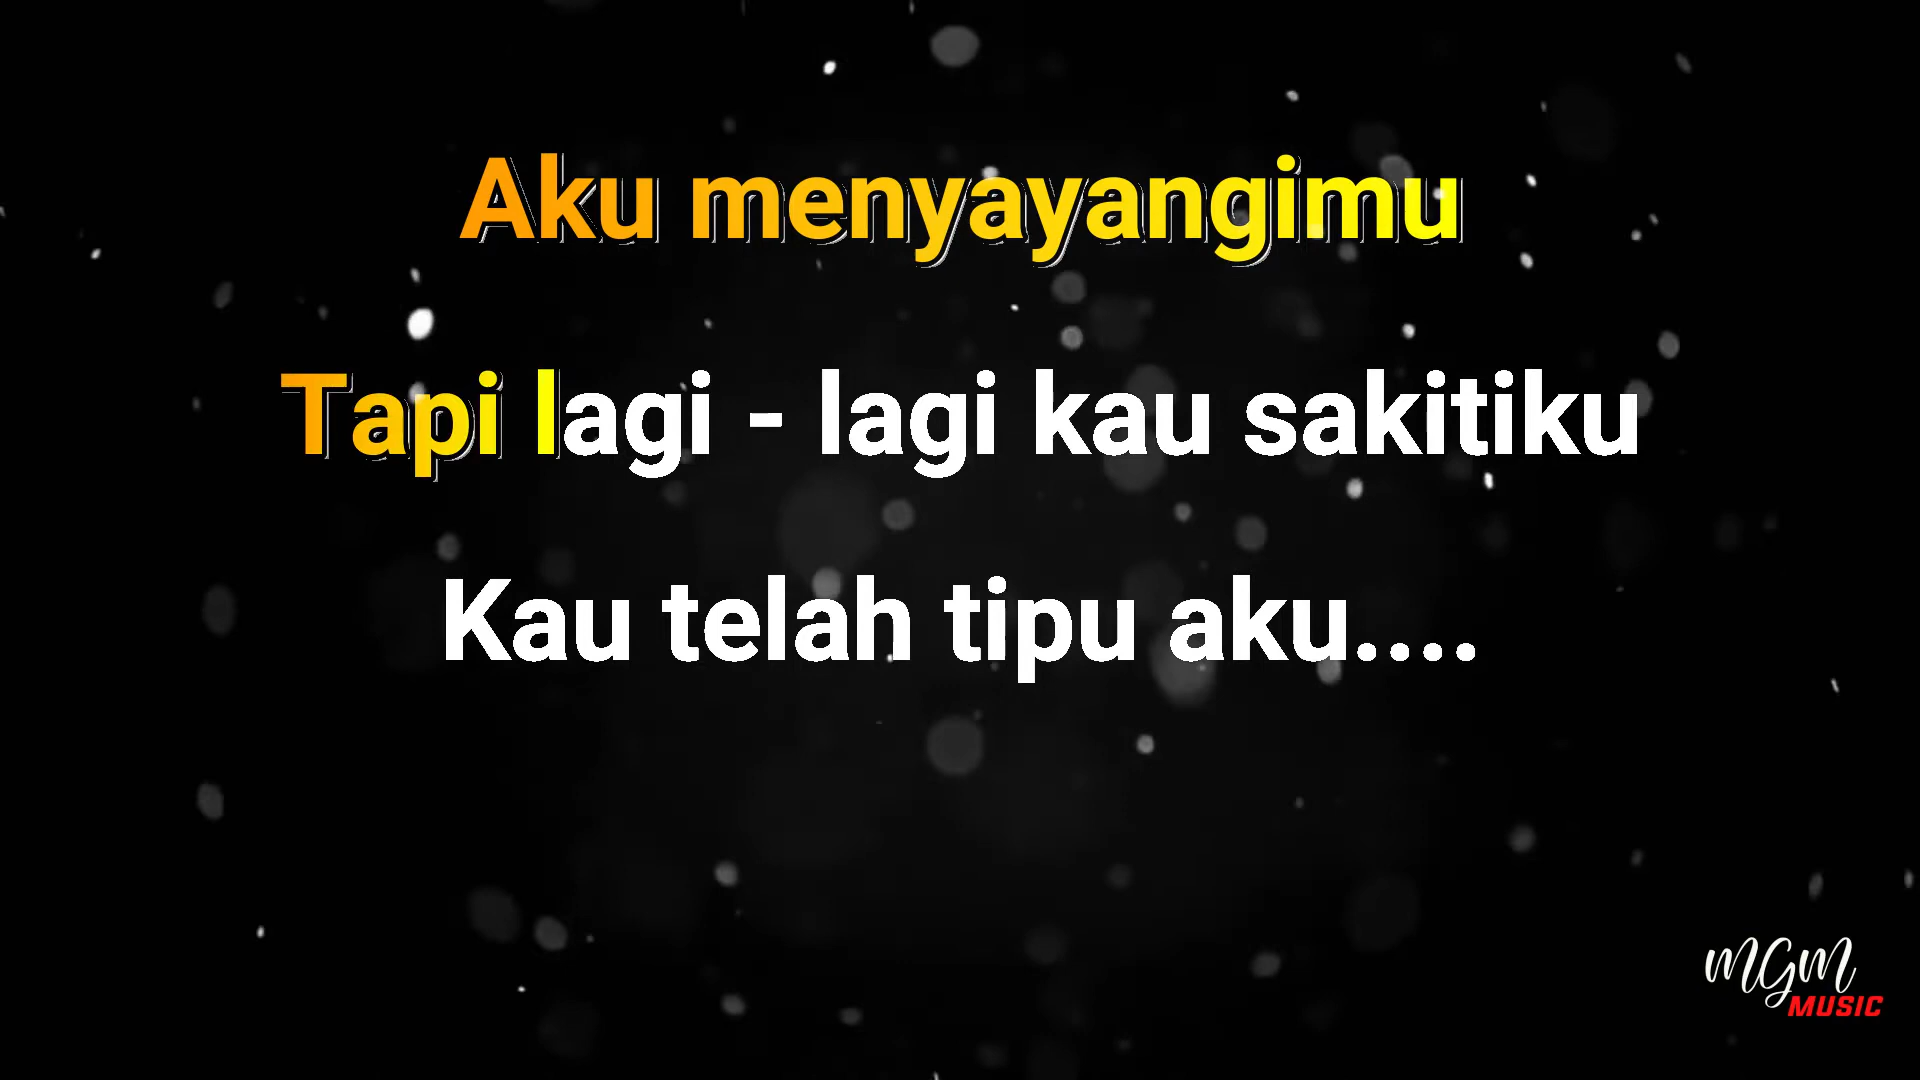 Aku menyayangimu
Tapi lagi - lagi kau sakitiku
Kau telah tipu aku....
MGM
MUSIC